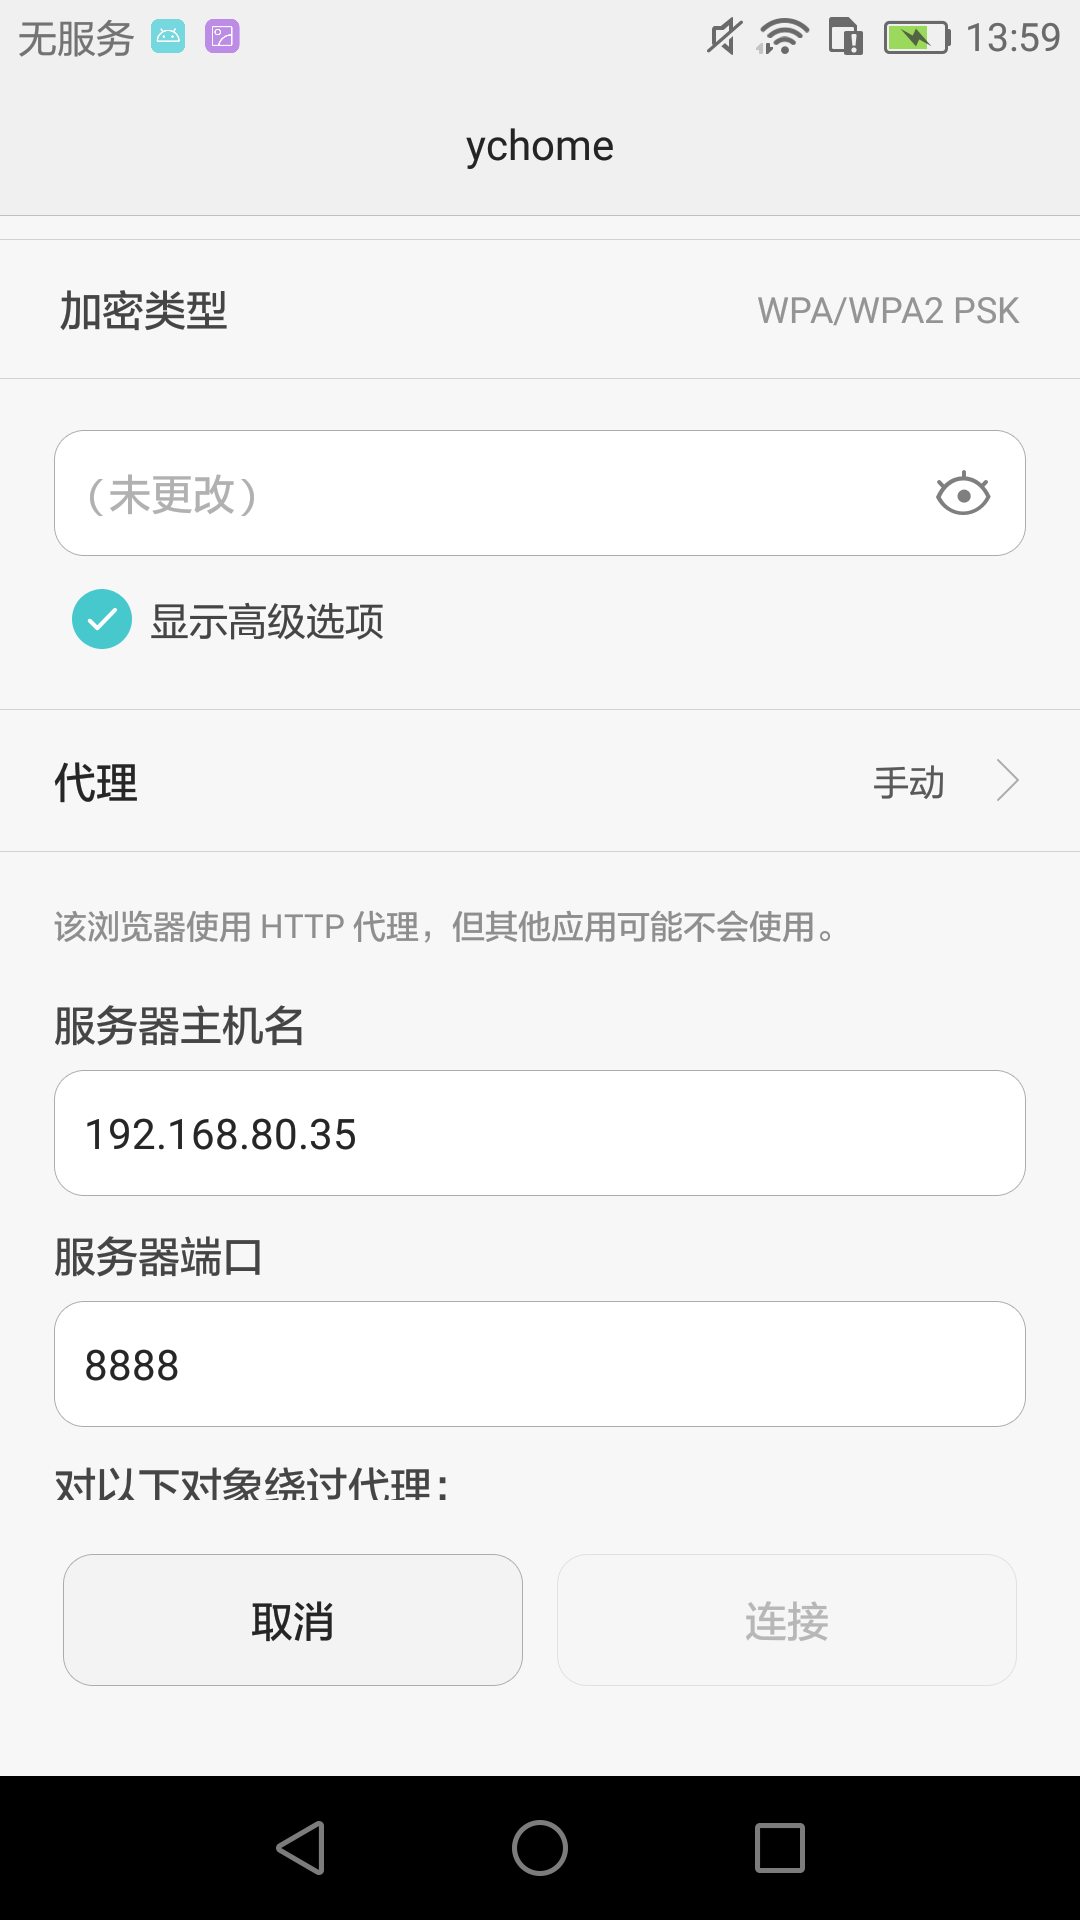 无服务
13:59
ychome
加密类型
WPA/WPA2 PSK
（未更改）
显示高级选项
代理
手动
该浏览器使用 HTTP 代理，但其他应用可能不会使用。
服务器主机名
192.168.80.35
服务器端口
8888
对以下对象绕过代理：
取消
连接